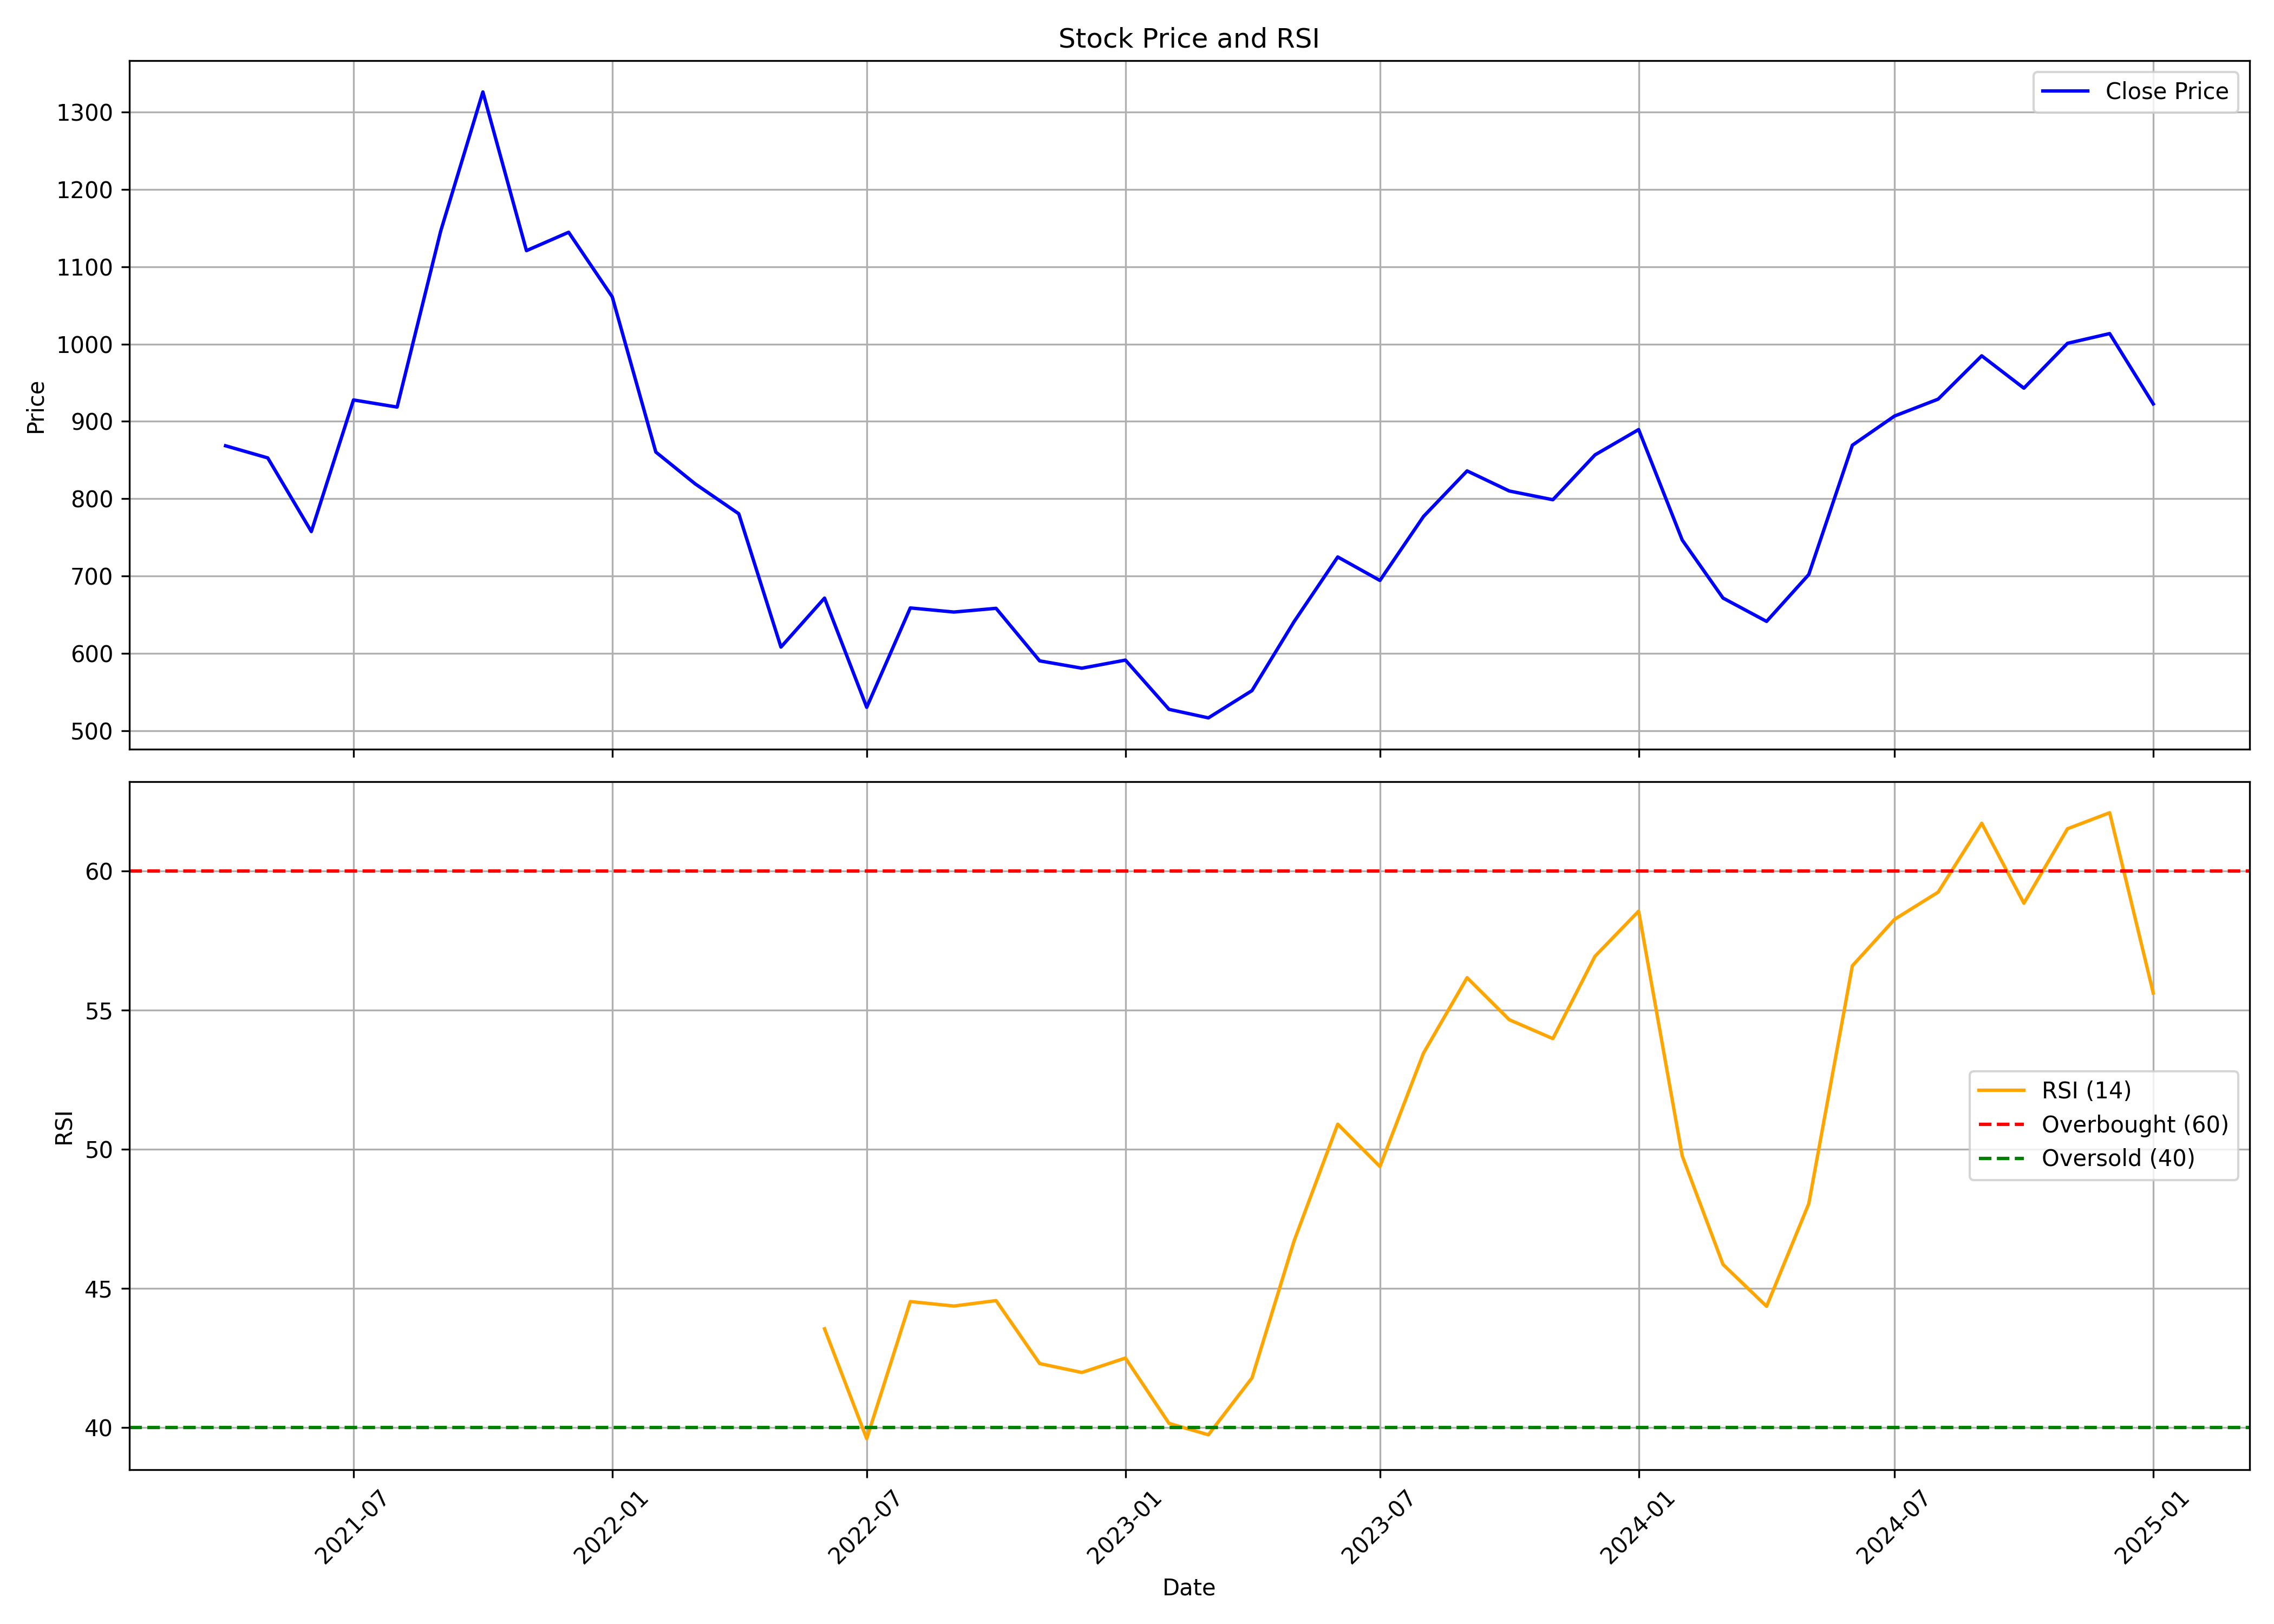 Stock Price and RSI
Close Price
1300
1200
1100
1000
900
800
700
600
500
Price
60
55
50
45
40
RSI
RSI (14)
Overbought (60)
Oversold (40)
2021-07
2022-01
2022-07
2023-01
2023-07
2024-01
2024-07
2025-01
Date